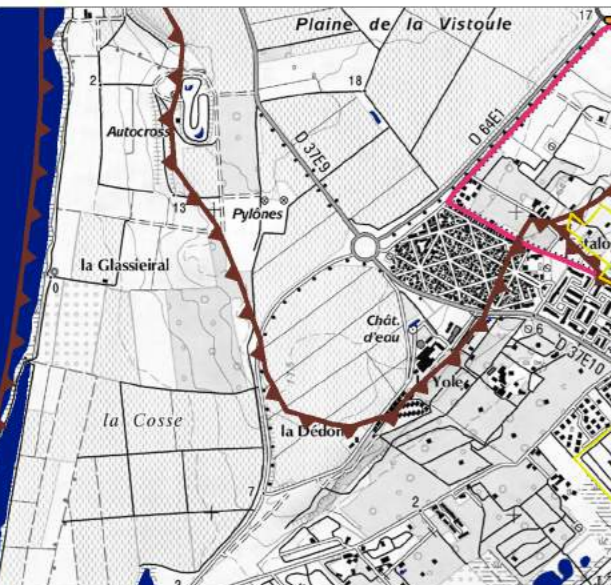 17
Plaine de la Vistoule
2
18
Autocross
D 64E1
D 37E9
13
Pylônes
la Glassieiral
0
Chât.
d'eau
6
D 37E10
la Cosse
la Dédon
7
2
2